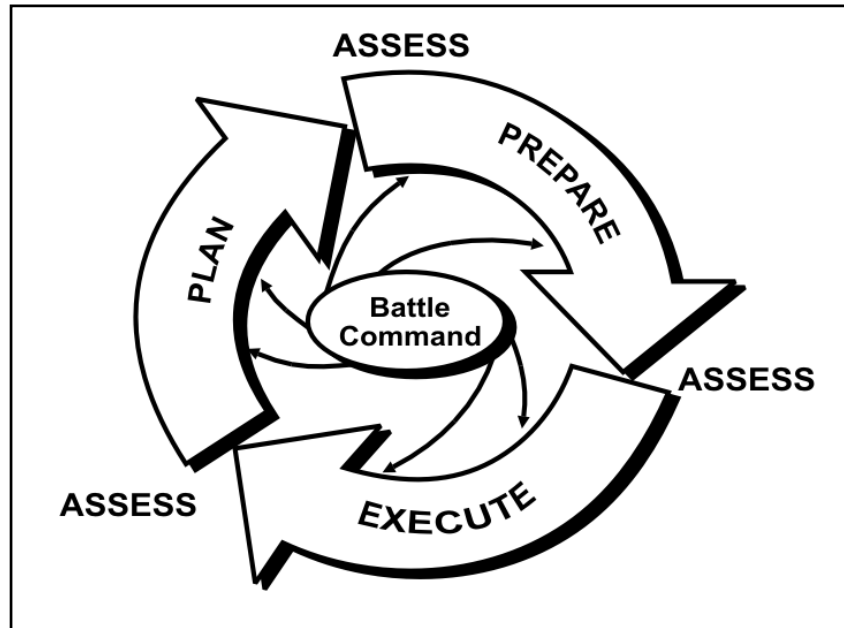 ASSESS
PREPARE
PLAN
Battle
Command
ASSESS
EXECUTE
ASSESS